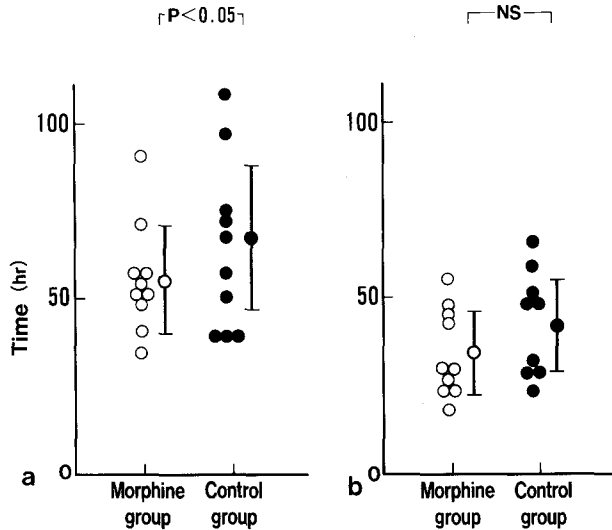 P<0.05
NS
100
50
0
Time (hr)
a
Morphine group
Control group
100
50
0
b
Morphine group
Control group